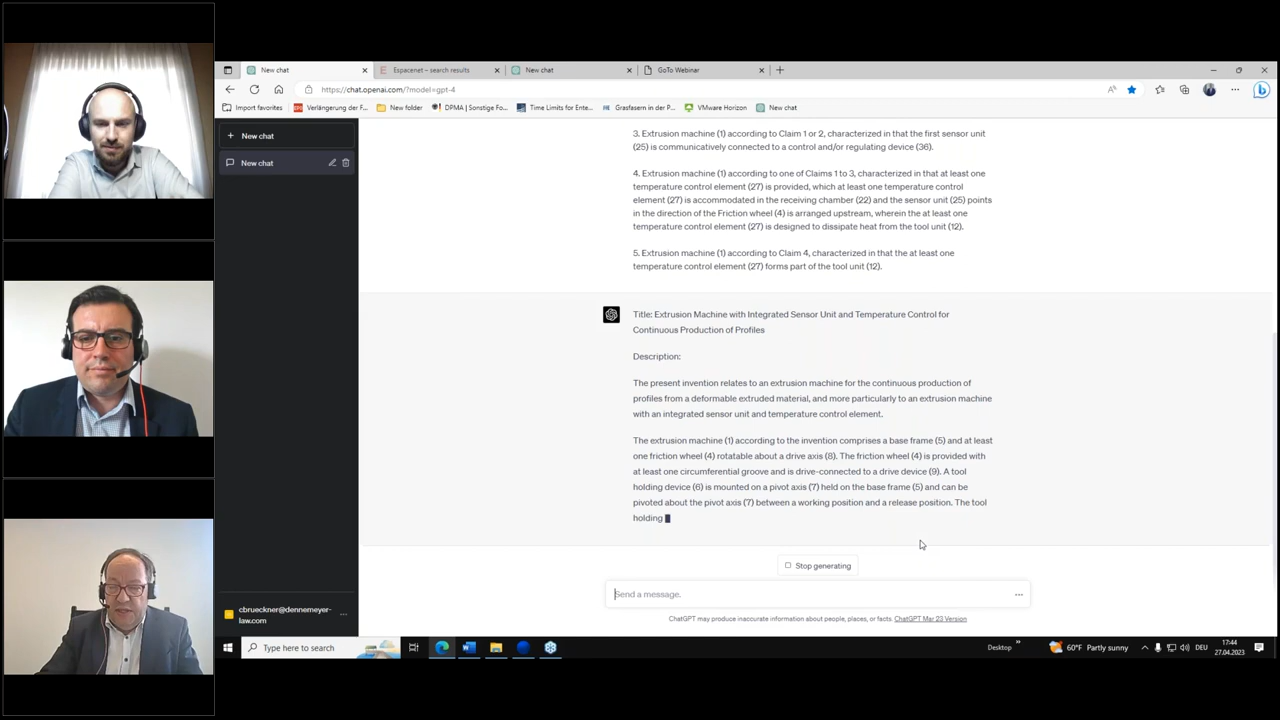 New chat
Espacenet – search results
New chat
GoTo Webinar
https://chat.openai.com/?model=gpt-4
Import favorites
Verlängerung der F...
New folder
DPMA | Sonstige Fo...
Time Limits for Ente...
Grasfasern in der P...
VMware Horizon
New chat
New chat
New chat
3. Extrusion machine (1) according to Claim 1 or 2, characterized in that the first sensor unit
(25) is communicatively connected to a control and/or regulating device (36).
4. Extrusion machine (1) according to one of Claims 1 to 3, characterized in that at least one
temperature control element (27) is provided, which at least one temperature control
element (27) is accommodated in the receiving chamber (22) and the sensor unit (25) points
in the direction of the Friction wheel (4) is arranged upstream, wherein the at least one
temperature control element (27) is designed to dissipate heat from the tool unit (12).
5. Extrusion machine (1) according to Claim 4, characterized in that the at least one
temperature control element (27) forms part of the tool unit (12).
Title: Extrusion Machine with Integrated Sensor Unit and Temperature Control for
Continuous Production of Profiles
Description:
The present invention relates to an extrusion machine for the continuous production of
profiles from a deformable extruded material, and more particularly to an extrusion machine
with an integrated sensor unit and temperature control element.
The extrusion machine (1) according to the invention comprises a base frame (5) and at least
one friction wheel (4) rotatable about a drive axis (8). The friction wheel (4) is provided with
at least one circumferential groove and is drive-connected to a drive device (9). A tool
holding device (6) is mounted on a pivot axis (7) held on the base frame (5) and can be
pivoted about the pivot axis (7) between a working position and a release position. The tool
holding
Stop generating
Send a message.
ChatGPT may produce inaccurate information about people, places, or facts. ChatGPT Mar 23 Version
cbrueckner@dennemeyer-
law.com
Type here to search
Desktop
60°F Partly sunny
DEU
17:44
27.04.2023